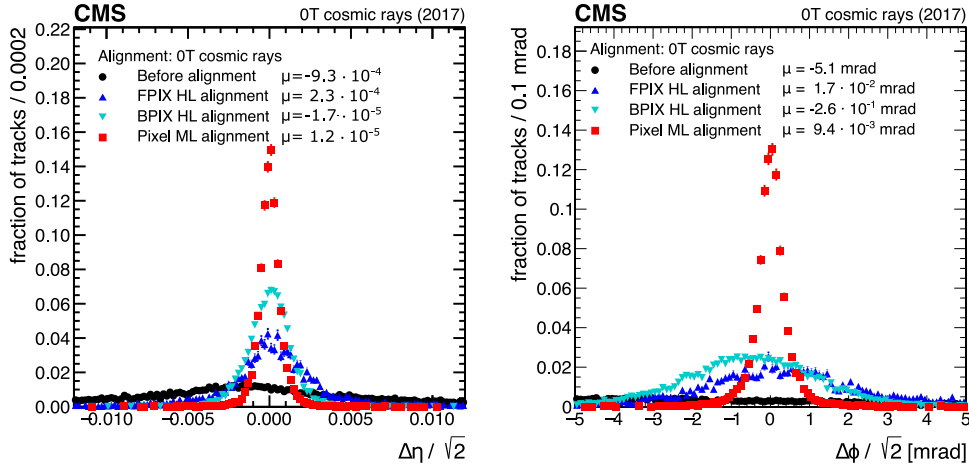 CMS 0T cosmic rays (2017)
Alignment: 0T cosmic rays
Before alignment μ=-9.3 · 10⁻⁴
FPIX HL alignment μ= 2.3 · 10⁻⁴
BPIX HL alignment μ=-1.7 · 10⁻⁵
Pixel ML alignment μ= 1.2 · 10⁻⁵
fraction of tracks / 0.0002
0.22
0.20
0.18
0.16
0.14
0.12
0.10
0.08
0.06
0.04
0.02
0.00
-0.010 -0.005 0.000 0.005 0.010
Δη / √2
CMS 0T cosmic rays (2017)
Alignment: 0T cosmic rays
Before alignment μ = -5.1 mrad
FPIX HL alignment μ = 1.7 · 10⁻² mrad
BPIX HL alignment μ = -2.6 · 10⁻¹ mrad
Pixel ML alignment μ = 9.4 · 10⁻³ mrad
fraction of tracks / 0.1 mrad
0.18
0.16
0.14
0.12
0.1
0.08
0.06
0.04
0.02
0
-5 -4 -3 -2 -1 0 1 2 3 4 5
Δϕ / √2 [mrad]